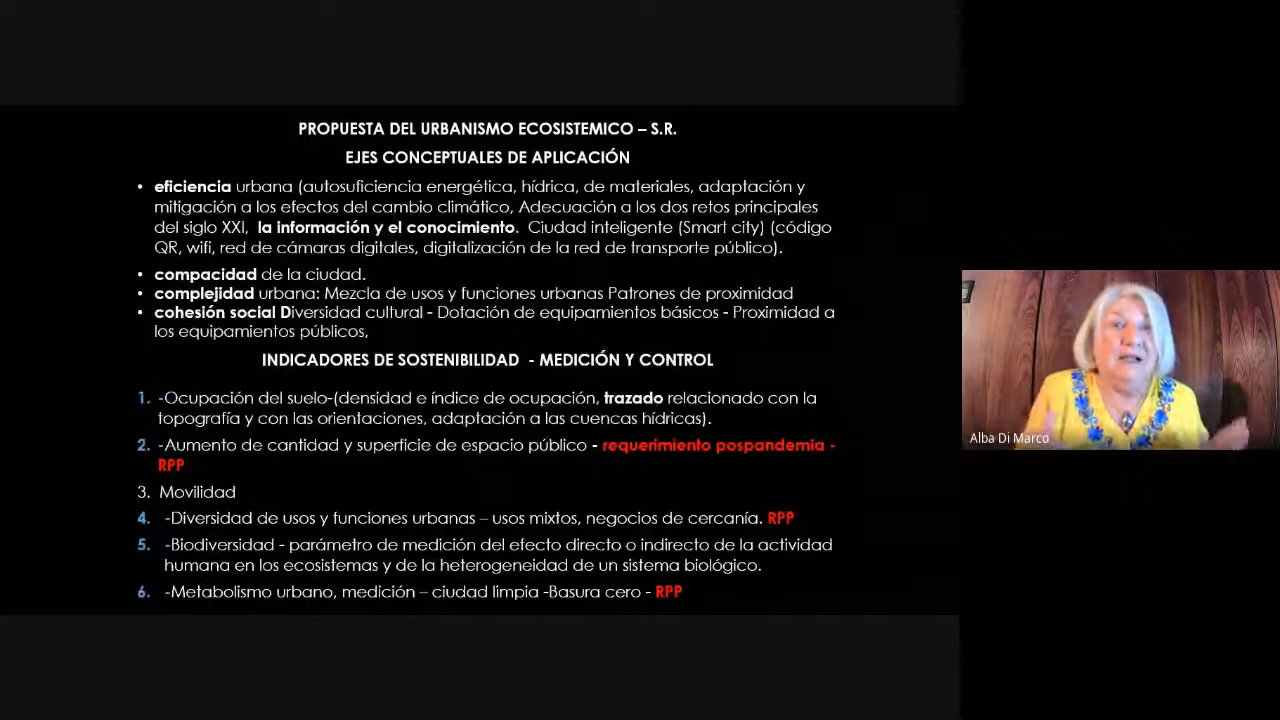 PROPUESTA DEL URBANISMO ECOSISTEMICO – S.R.
EJES CONCEPTUALES DE APLICACIÓN
• eficiencia urbana (autosuficiencia energética, hídrica, de materiales, adaptación y
mitigación a los efectos del cambio climático, Adecuación a los dos retos principales
del siglo XXI, la información y el conocimiento. Ciudad inteligente (Smart city) (código
QR, wifi, red de cámaras digitales, digitalización de la red de transporte público).
• compacidad de la ciudad.
• complejidad urbana: Mezcla de usos y funciones urbanas Patrones de proximidad
• cohesión social Diversidad cultural - Dotación de equipamientos básicos - Proximidad a
los equipamientos públicos,
INDICADORES DE SOSTENIBILIDAD - MEDICIÓN Y CONTROL
1. -Ocupación del suelo-(densidad e índice de ocupación, trazado relacionado con la
topografía y con las orientaciones, adaptación a las cuencas hídricas).
2. -Aumento de cantidad y superficie de espacio público - requerimiento pospandemia -
RPP
3. Movilidad
4. -Diversidad de usos y funciones urbanas – usos mixtos, negocios de cercanía. RPP
5. -Biodiversidad - parámetro de medición del efecto directo o indirecto de la actividad
humana en los ecosistemas y de la heterogeneidad de un sistema biológico.
6. -Metabolismo urbano, medición – ciudad limpia -Basura cero - RPP
Alba Di Marco